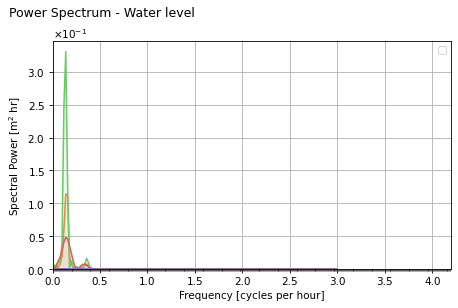 Power Spectrum - Water level
×10⁻¹
3.0
2.5
2.0
1.5
1.0
0.5
0.0
Spectral Power [m² hr]
0.0 0.5 1.0 1.5 2.0 2.5 3.0 3.5 4.0
Frequency [cycles per hour]